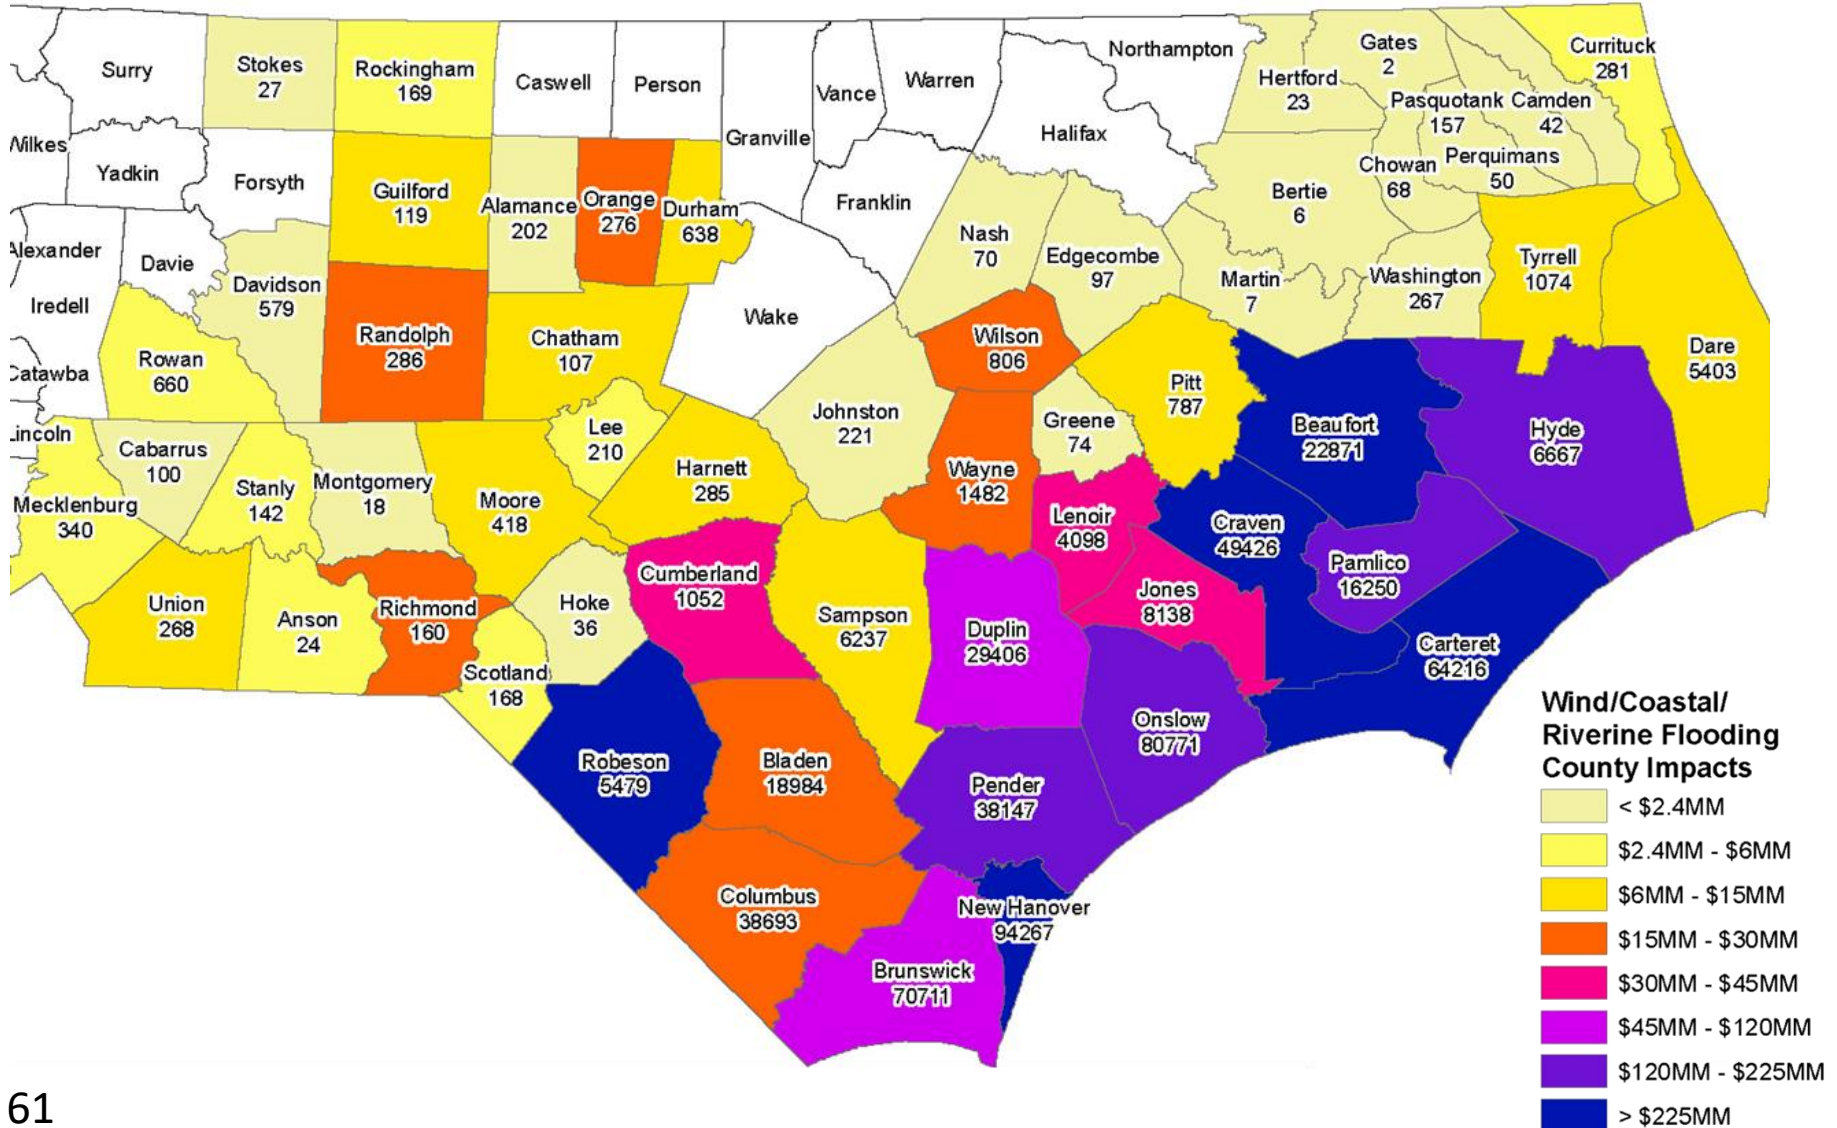 Surry
Stokes
27
Rockingham
169
Caswell
Person
Vance
Warren
Northampton
Hertford
23
Gates
2
Pasquotank
157
Camden
42
Currituck
281
Wilkes
Yadkin
Forsyth
Guilford
119
Alamance
202
Orange
276
Durham
638
Granville
Franklin
Halifax
Nash
70
Edgecombe
97
Bertie
6
Chowan
68
Perquimans
50
Martin
7
Washington
267
Tyrrell
1074
Dare
5403
Alexander
Davie
Iredell
Davidson
579
Randolph
286
Chatham
107
Wake
Wilson
806
Pitt
787
Beaufort
22871
Hyde
6667
Catawba
Rowan
660
Lincoln
Cabarrus
100
Mecklenburg
340
Stanly
142
Montgomery
18
Moore
418
Lee
210
Harnett
285
Johnston
221
Wayne
1482
Greene
74
Lenoir
4098
Craven
49426
Pamlico
16250
Jones
8138
Carteret
64216
Union
268
Anson
24
Richmond
160
Scotland
168
Hoke
36
Cumberland
1052
Sampson
6237
Duplin
29406
Onslow
80771
Robeson
5479
Bladen
18984
Pender
38147
Columbus
38693
New Hanover
94267
Brunswick
70711
Wind/Coastal/
Riverine Flooding
County Impacts
< $2.4MM
$2.4MM - $6MM
$6MM - $15MM
$15MM - $30MM
$30MM - $45MM
$45MM - $120MM
$120MM - $225MM
> $225MM
61